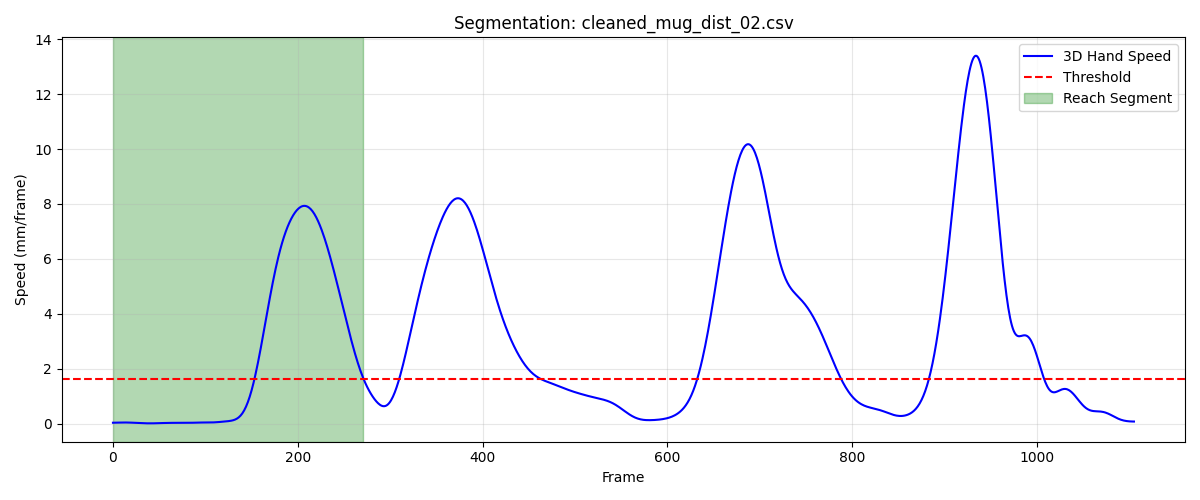 Segmentation: cleaned_mug_dist_02.csv
14
12
10
8
6
4
2
0
Speed (mm/frame)
3D Hand Speed
Threshold
Reach Segment
0
200
400
600
800
1000
Frame